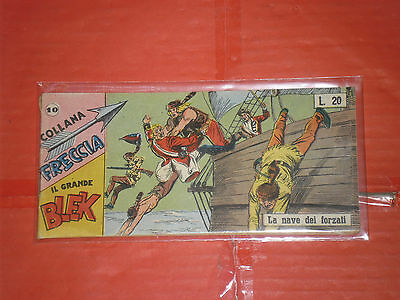 10
COLLANA
FRECCIA
IL GRANDE
BLEK
L. 20
La nave dei forzati